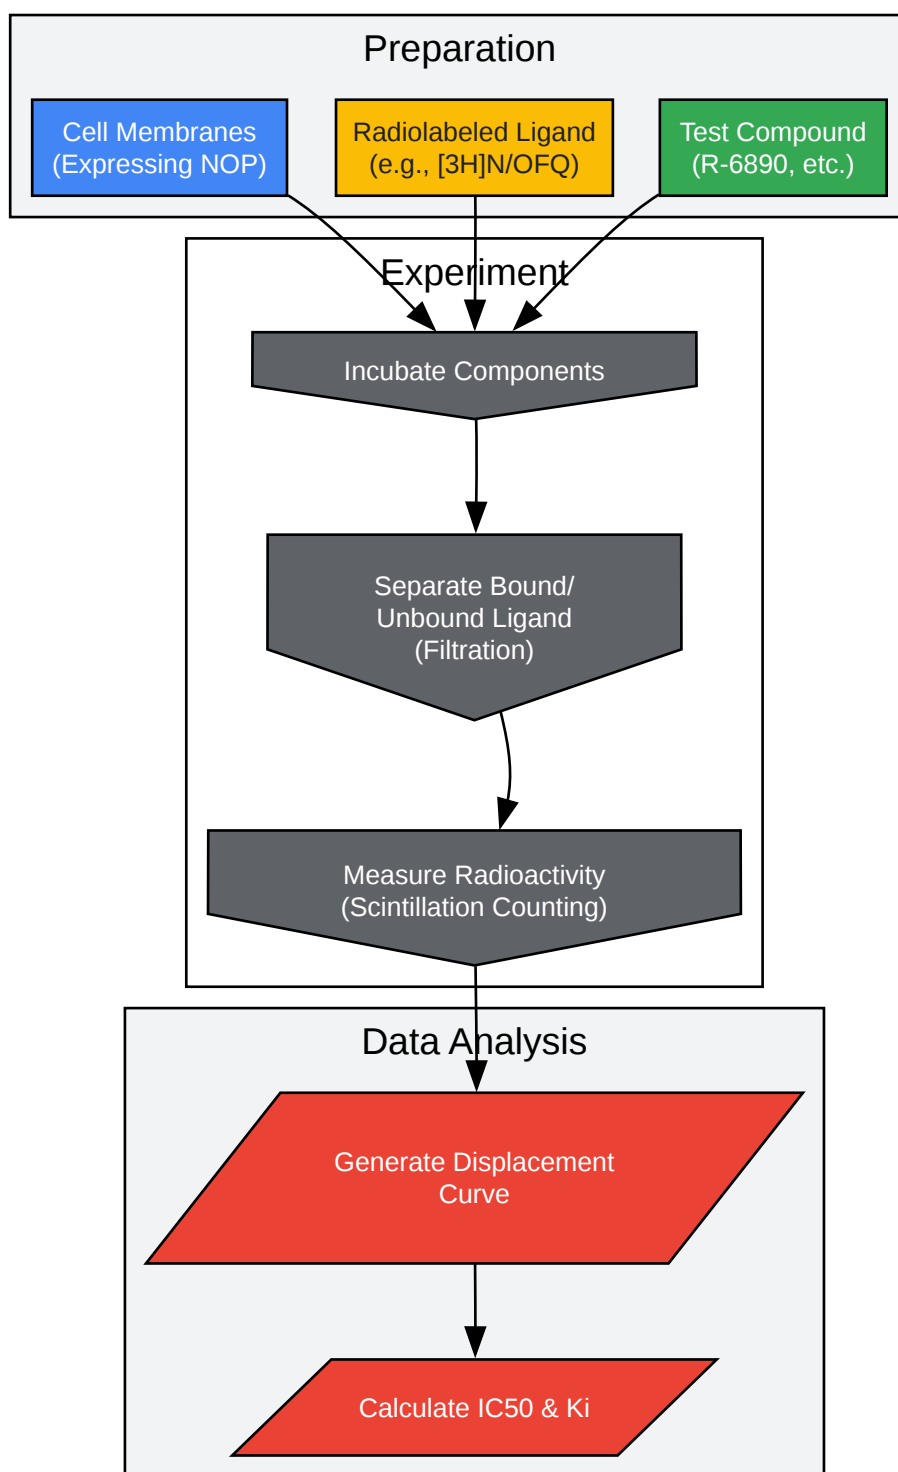 Preparation
Cell Membranes
(Expressing NOP)
Radiolabeled Ligand
(e.g., [3H]N/OFQ)
Test Compound
(R-6890, etc.)
Experiment
Incubate Components
Separate Bound/
Unbound Ligand
(Filtration)
Measure Radioactivity
(Scintillation Counting)
Data Analysis
Generate Displacement
Curve
Calculate IC50 & Ki